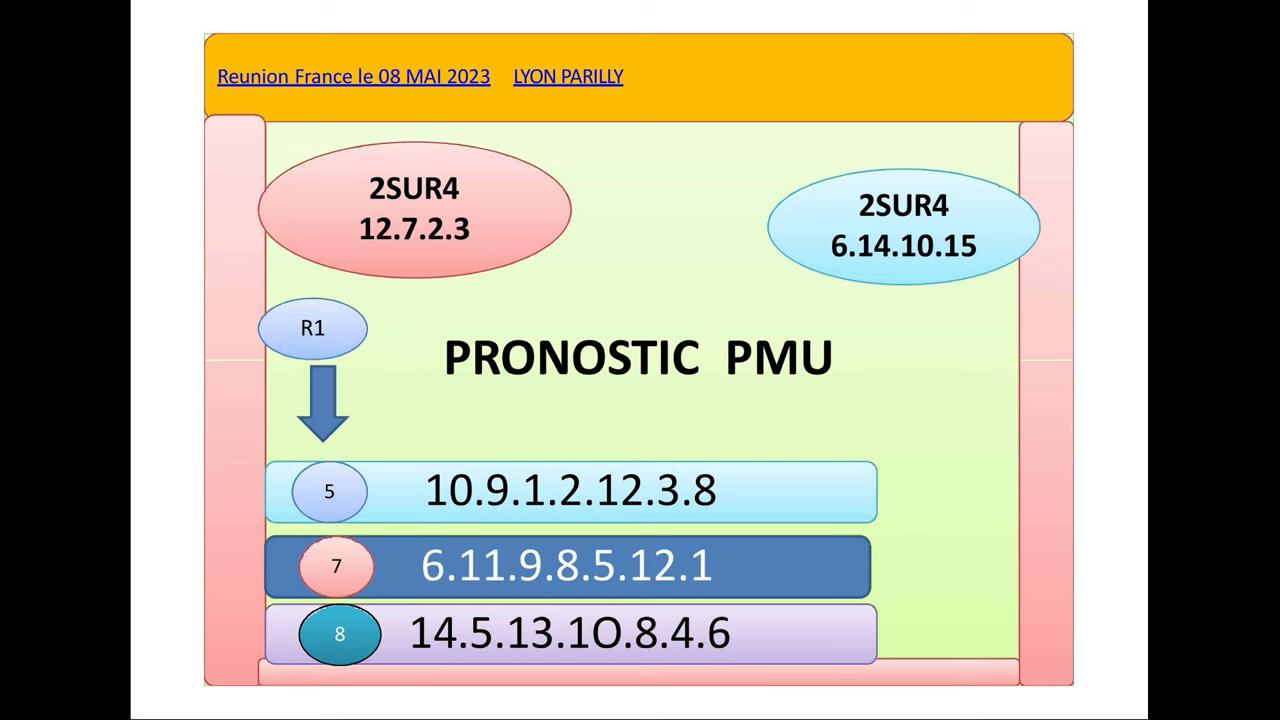 Reunion France le 08 MAI 2023 LYON PARILLY
2SUR4
12.7.2.3
2SUR4
6.14.10.15
R1
PRONOSTIC PMU
5 10.9.1.2.12.3.8
7 6.11.9.8.5.12.1
8 14.5.13.1O.8.4.6